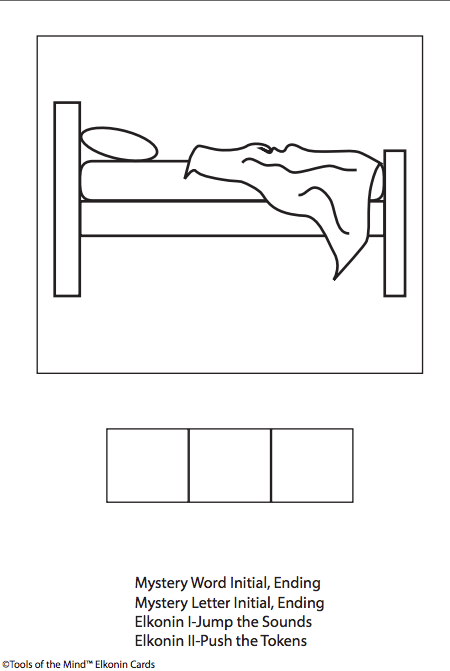 Mystery Word Initial, Ending
Mystery Letter Initial, Ending
Elkonin I-Jump the Sounds
Elkonin II-Push the Tokens
©Tools of the Mind™ Elkonin Cards